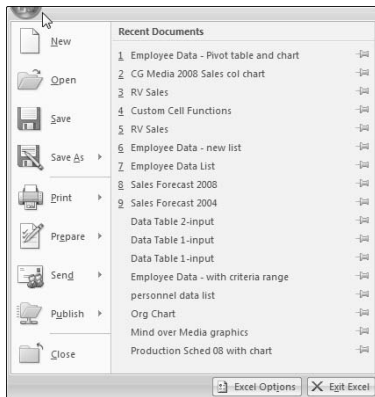 New
Open
Save
Save As
Print
Prepare
Send
Publish
Close
Recent Documents
1 Employee Data - Pivot table and chart
2 CG Media 2008 Sales col chart
3 RV Sales
4 Custom Cell Functions
5 RV Sales
6 Employee Data - new list
7 Employee Data List
8 Sales Forecast 2008
9 Sales Forecast 2004
Data Table 2-input
Data Table 1-input
Data Table 1-input
Employee Data - with criteria range
personnel data list
Org Chart
Mind over Media graphics
Production Sched 08 with chart
Excel Options
Exit Excel